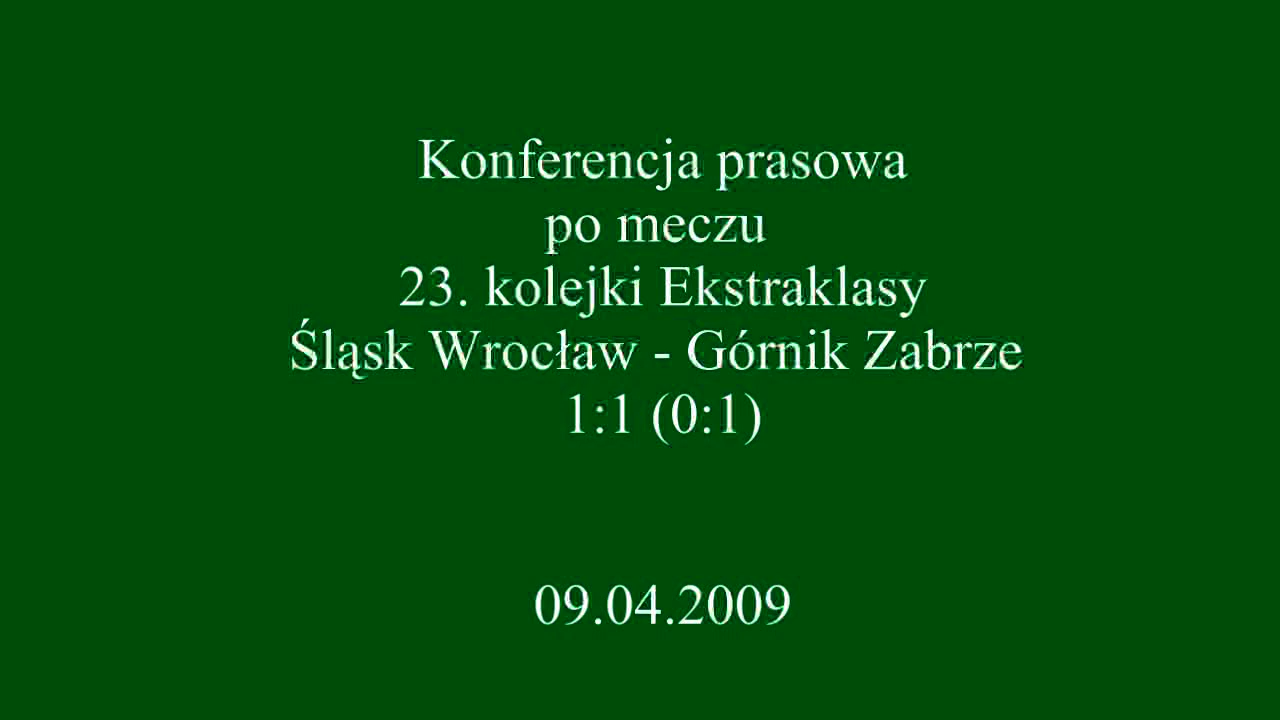 Konferencja prasowa
po meczu
23. kolejki Ekstraklasy
Śląsk Wrocław - Górnik Zabrze
1:1 (0:1)
09.04.2009